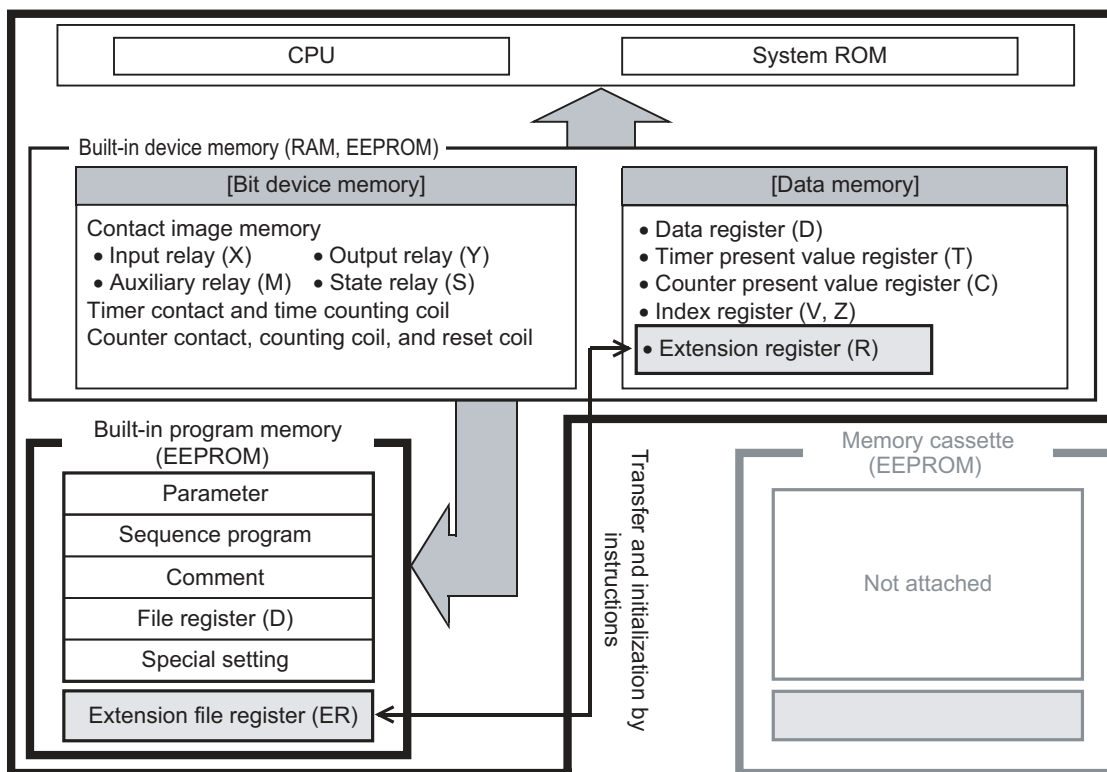 CPU
System ROM
Built-in device memory (RAM, EEPROM)
[Bit device memory]
Contact image memory
• Input relay (X) • Output relay (Y)
• Auxiliary relay (M) • State relay (S)
Timer contact and time counting coil
Counter contact, counting coil, and reset coil
[Data memory]
• Data register (D)
• Timer present value register (T)
• Counter present value register (C)
• Index register (V, Z)
• Extension register (R)
Built-in program memory
(EEPROM)
Parameter
Sequence program
Comment
File register (D)
Special setting
Extension file register (ER)
Transfer and initialization by
instructions
Memory cassette
(EEPROM)
Not attached